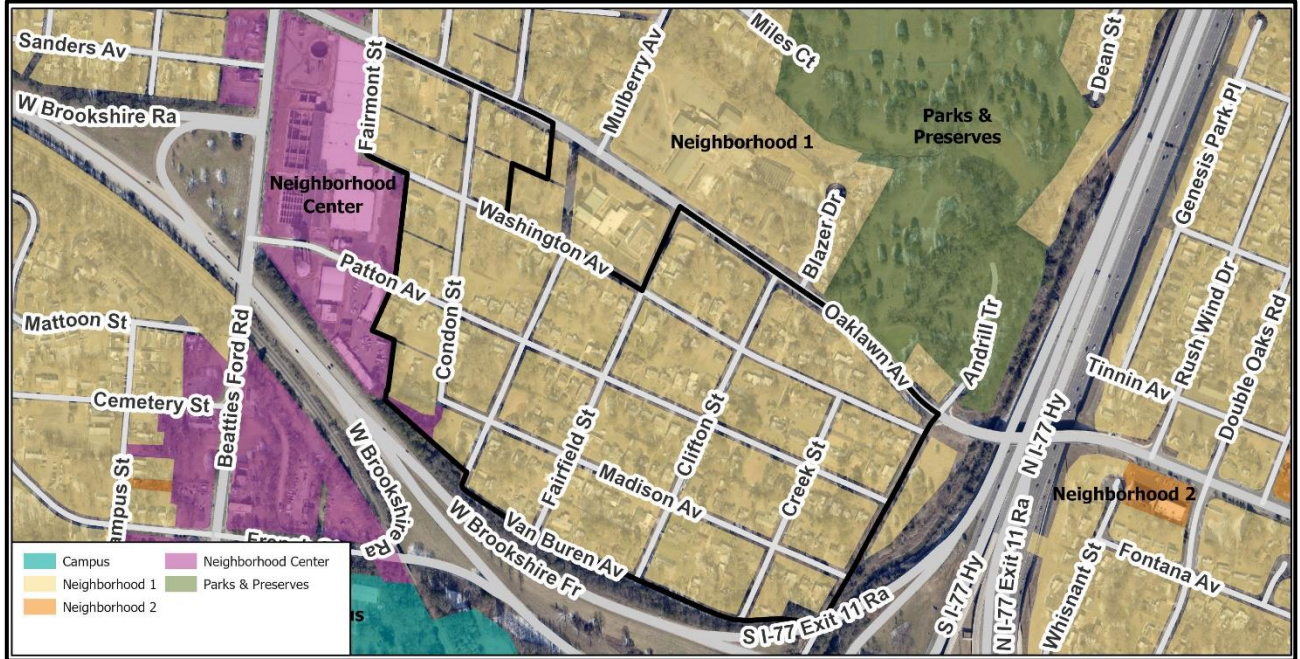 Sanders Av
W Brookshire Ra
Fairmont St
Mulberry Av
Miles Ct
Dean St
Genesis Park Pl
Parks &
Preserves
Neighborhood 1
Neighborhood
Center
Washington Av
Blazer Dr
Patton Av
Condon St
Oaklawn Av
Andrill Tr
Mattoon St
Beatties Ford Rd
Cemetery St
Rush Wind Dr
Double Oaks Rd
Tinnin Av
N I-77 Hy
Fairfield St
Clifton St
Creek St
Madison Av
W Brookshire Ra
Van Buren Av
W Brookshire Fr
Neighborhood 2
S I-77 Exit 11 Ra
S I-77 Hy
N I-77 Exit 11 Ra
Whisnant St
Fontana Av
Campus
Neighborhood 1
Neighborhood 2
Neighborhood Center
Parks & Preserves